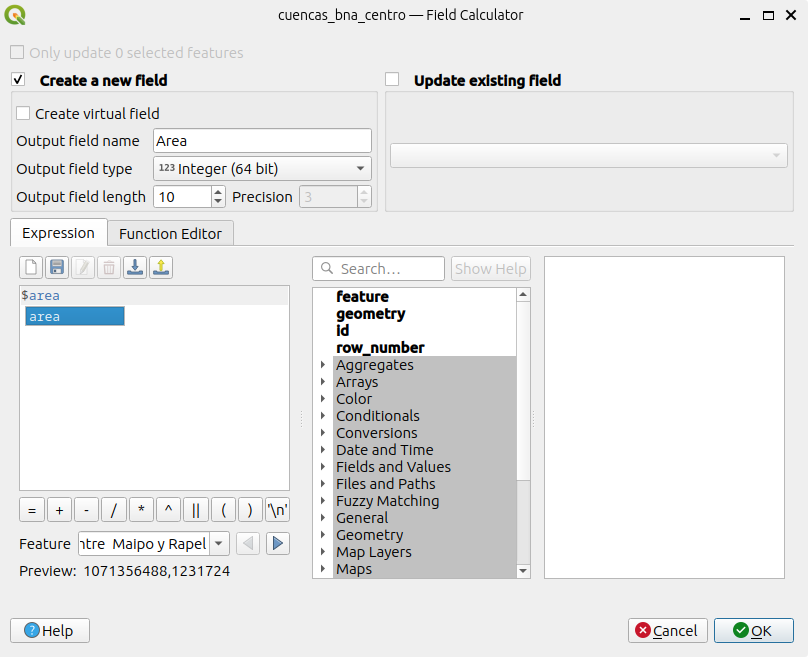 cuencas_bna_centro — Field Calculator
Only update 0 selected features
Create a new field
Update existing field
Create virtual field
Output field name Area
Output field type 123 Integer (64 bit)
Output field length 10 Precision 3
Expression Function Editor
Search… Show Help
$area
area
feature
geometry
id
row_number
Aggregates
Arrays
Color
Conditionals
Conversions
Date and Time
Fields and Values
Files and Paths
Fuzzy Matching
General
Geometry
Map Layers
Maps
= + - / * ^ || ( ) '\n'
Feature ntre Maipo y Rapel
Preview: 1071356488,1231724
Help
Cancel
OK